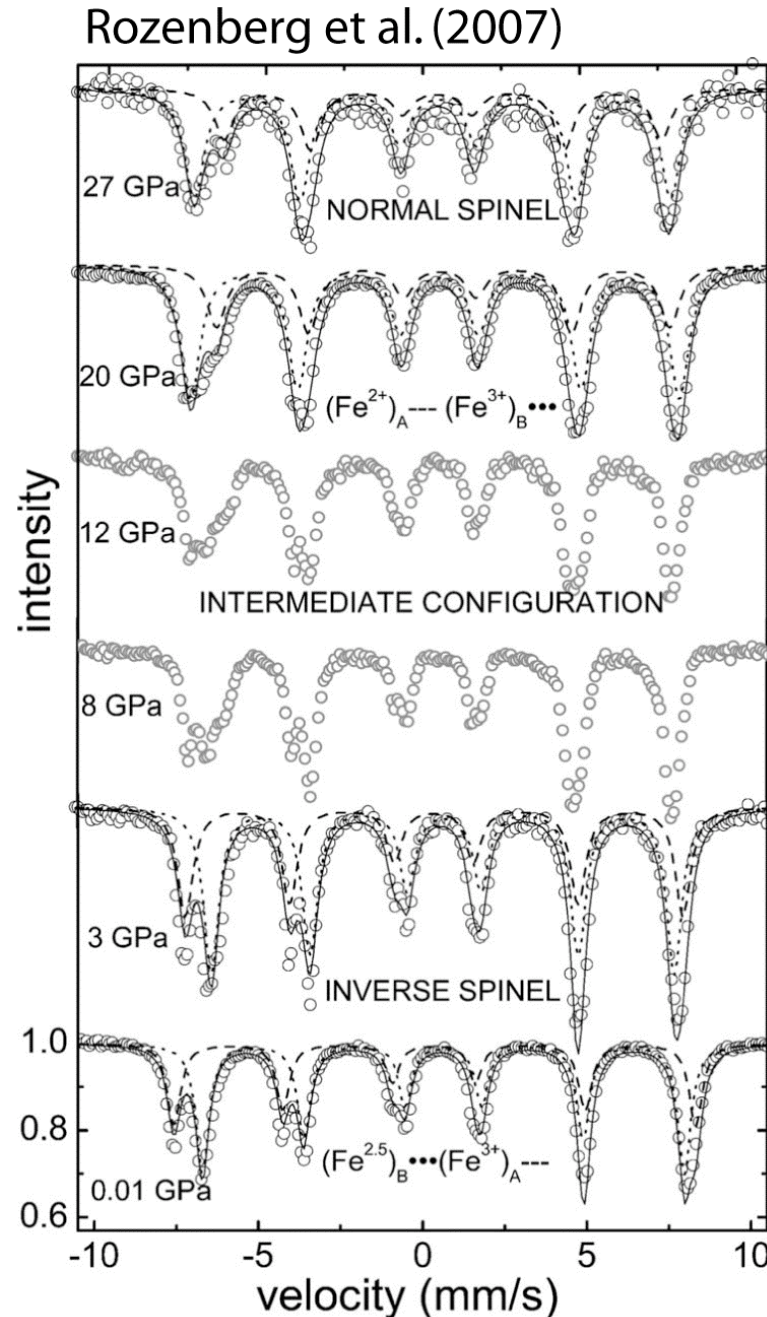 Rozenberg et al. (2007)
27 GPa
NORMAL SPINEL
20 GPa
(Fe²⁺)A--- (Fe³⁺)B•••
12 GPa
INTERMEDIATE CONFIGURATION
8 GPa
3 GPa
INVERSE SPINEL
1.0
0.8
(Fe²·⁵)B•••(Fe³⁺)A---
0.01 GPa
0.6
-10 -5 0 5 10
velocity (mm/s)
intensity